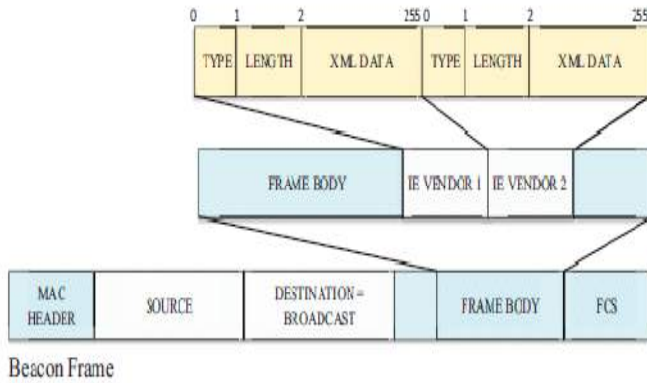 0 1 2 255 0 1 2 255
TYPE LENGTH XML DATA TYPE LENGTH XML DATA
FRAME BODY IE VENDOR 1 IE VENDOR 2
MAC HEADER SOURCE DESTINATION = BROADCAST FRAME BODY FCS
Beacon Frame